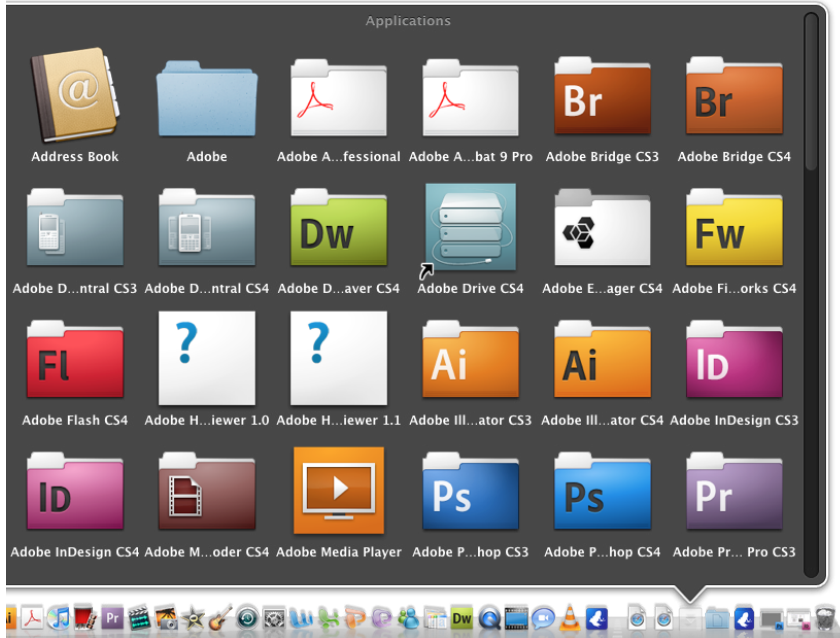 Applications
@
Br
Br
Address Book
Adobe
Adobe A...fessional
Adobe A...bat 9 Pro
Adobe Bridge CS3
Adobe Bridge CS4
Dw
Fw
Adobe D...ntral CS3
Adobe D...ntral CS4
Adobe D...aver CS4
Adobe Drive CS4
Adobe E...ager CS4
Adobe Fi...orks CS4
Fl
?
?
Ai
Ai
ID
Adobe Flash CS4
Adobe H...iewer 1.0
Adobe H...iewer 1.1
Adobe Ill...ator CS3
Adobe Ill...ator CS4
Adobe InDesign CS3
ID
Ps
Ps
Pr
Adobe InDesign CS4
Adobe M...oder CS4
Adobe Media Player
Adobe P...hop CS3
Adobe P...hop CS4
Adobe Pr... Pro CS3
Pr
Dw